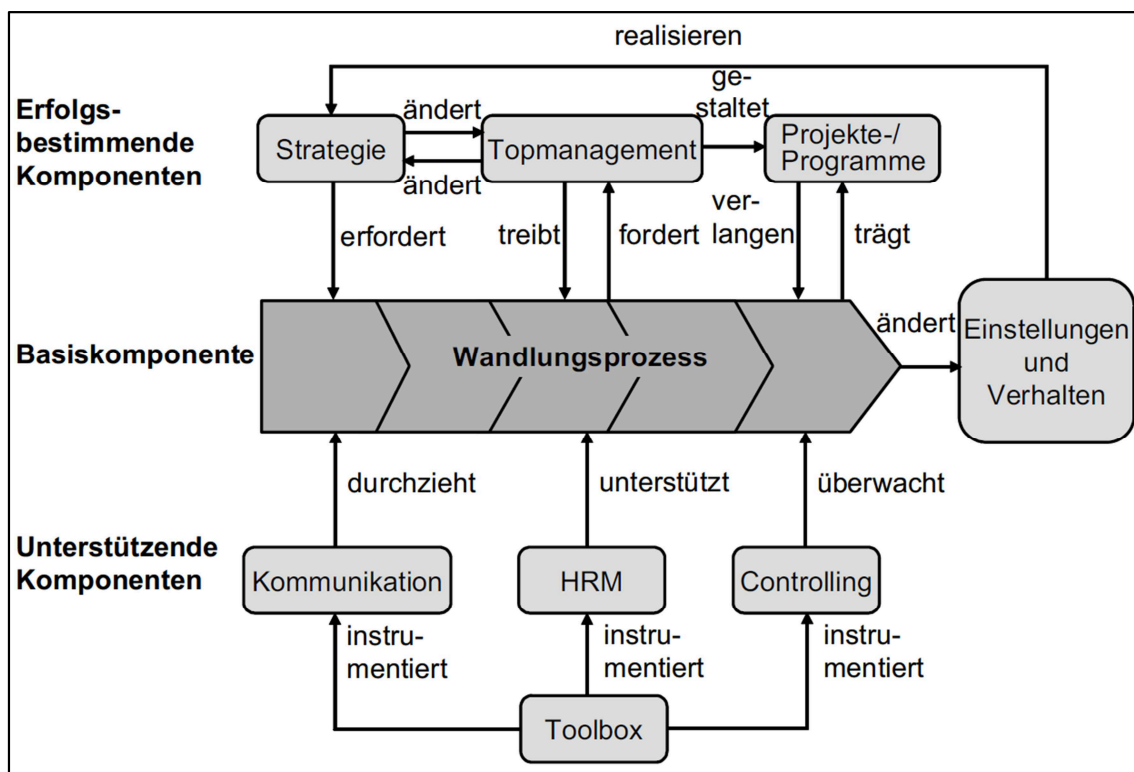 realisieren
Erfolgs-
bestimmende
Komponenten
ändert
ge-
staltet
Strategie
Topmanagement
Projekte-/
Programme
ändert
erfordert
treibt
fordert
ver-
langen
trägt
Basiskomponente
Wandlungsprozess
ändert
Einstellungen
und
Verhalten
durchzieht
unterstützt
überwacht
Unterstützende
Komponenten
Kommunikation
HRM
Controlling
instru-
mentiert
instru-
mentiert
instru-
mentiert
Toolbox